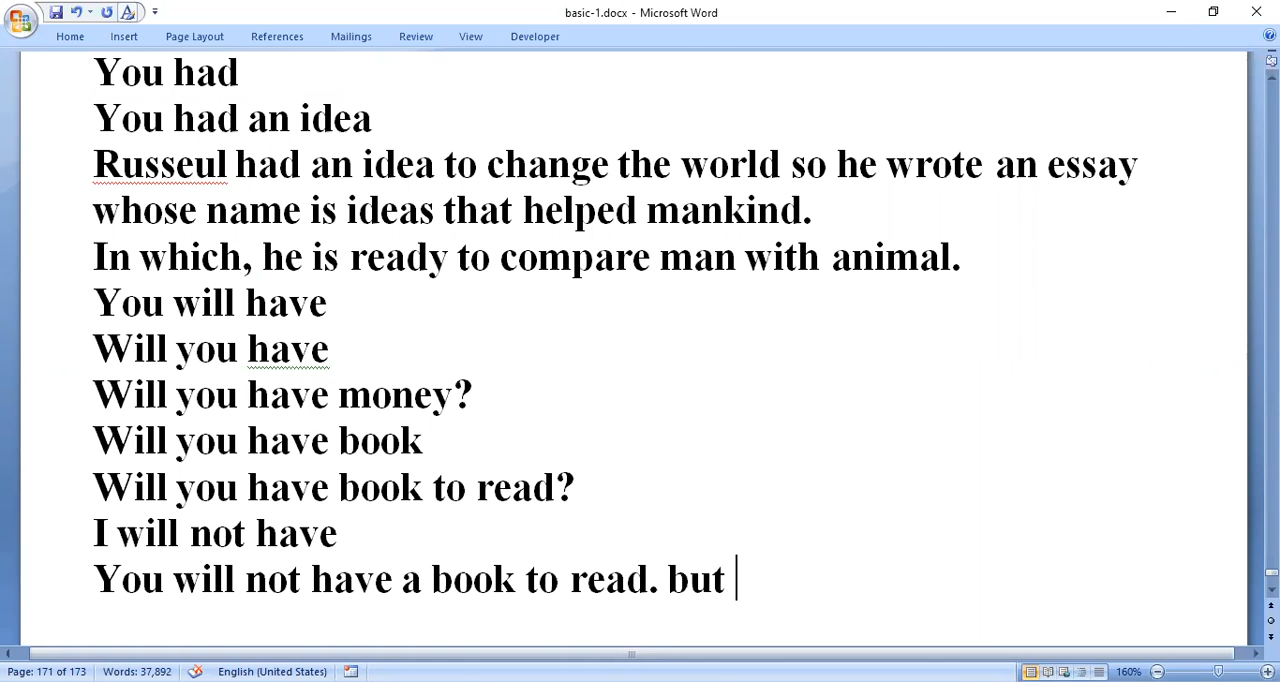 basic-1.docx - Microsoft Word
Home Insert Page Layout References Mailings Review View Developer
You had
You had an idea
Russeul had an idea to change the world so he wrote an essay
whose name is ideas that helped mankind.
In which, he is ready to compare man with animal.
You will have
Will you have
Will you have money?
Will you have book
Will you have book to read?
I will not have
You will not have a book to read. but
Page: 171 of 173 Words: 37,892 English (United States) 160%